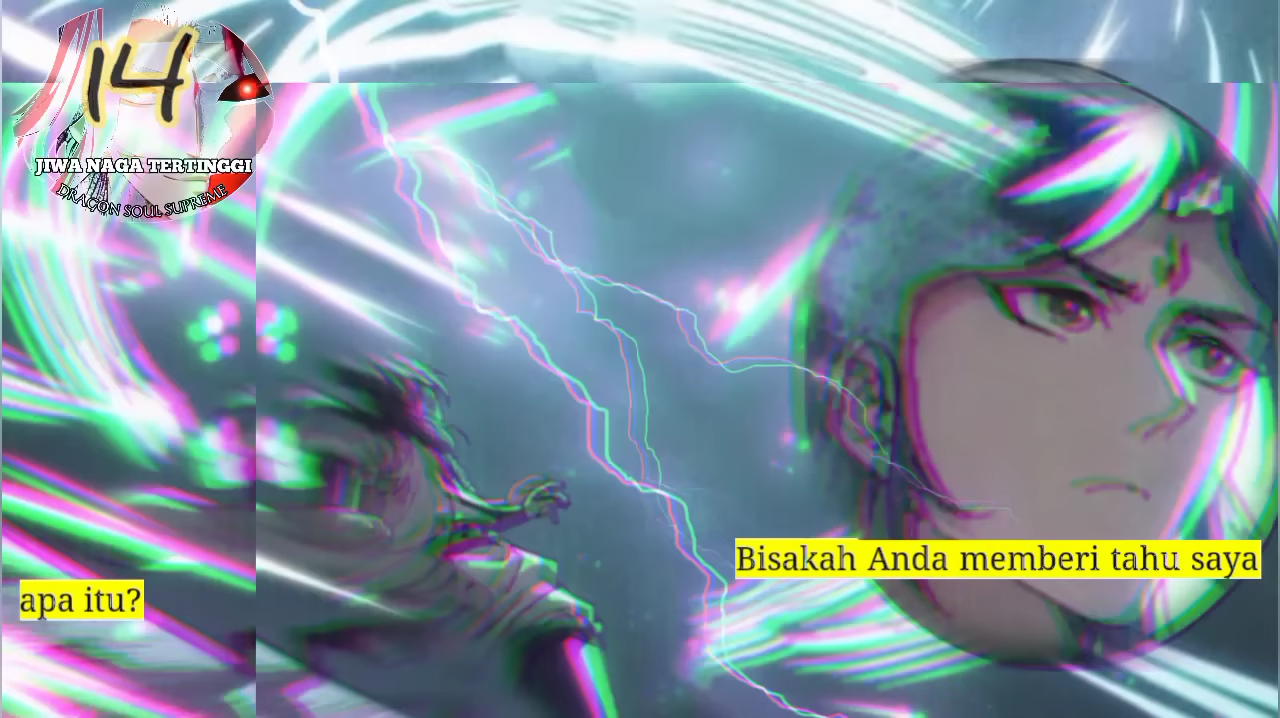 14
JIWA NAGA TERTINGGI
DRAGON SOUL SUPREME
Bisakah Anda memberi tahu saya
apa itu?